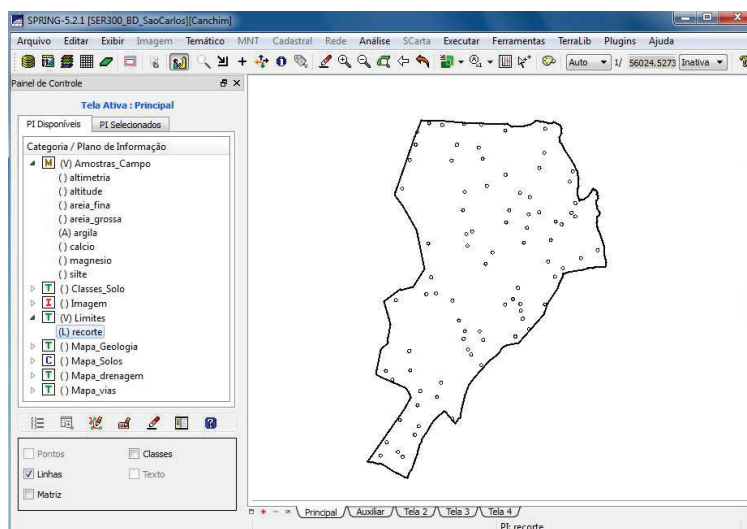 SPRING-5.2.1 [SER300_BD_SaoCarlos][Canchim]
Arquivo Editar Exibir Imagem Temático MNT Cadastral Rede Análise SCarta Executar Ferramentas TerraLib Plugins Ajuda
Auto 1/ 56024.5273 Inativa
Painel de Controle
Tela Ativa : Principal
PI Disponíveis PI Selecionados
Categoria / Plano de Informação
M (V) Amostras_Campo
( ) altimetria
( ) altitude
( ) areia_fina
( ) areia_grossa
(A) argila
( ) calcio
( ) magnesio
( ) silte
T ( ) Classes_Solo
I ( ) Imagem
T (V) Limites
(L) recorte
T ( ) Mapa_Geologia
C ( ) Mapa_Solos
T ( ) Mapa_drenagem
T ( ) Mapa_vias
Pontos Classes
Linhas Texto
Matriz
Principal Auxiliar Tela 2 Tela 3 Tela 4
PI: recorte